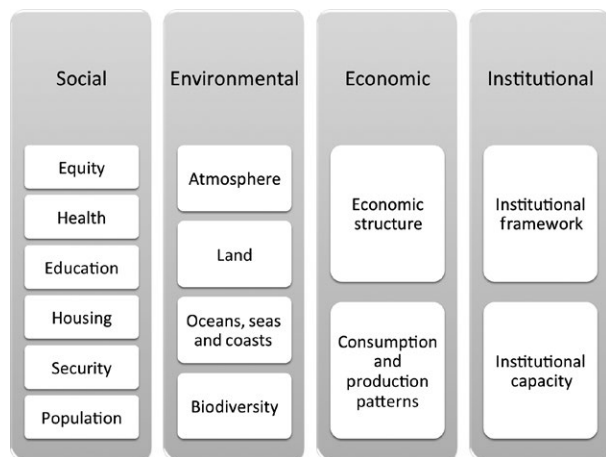 Social
Equity
Health
Education
Housing
Security
Population
Environmental
Atmosphere
Land
Oceans, seas
and coasts
Biodiversity
Economic
Economic
structure
Consumption
and
production
patterns
Institutional
Institutional
framework
Institutional
capacity